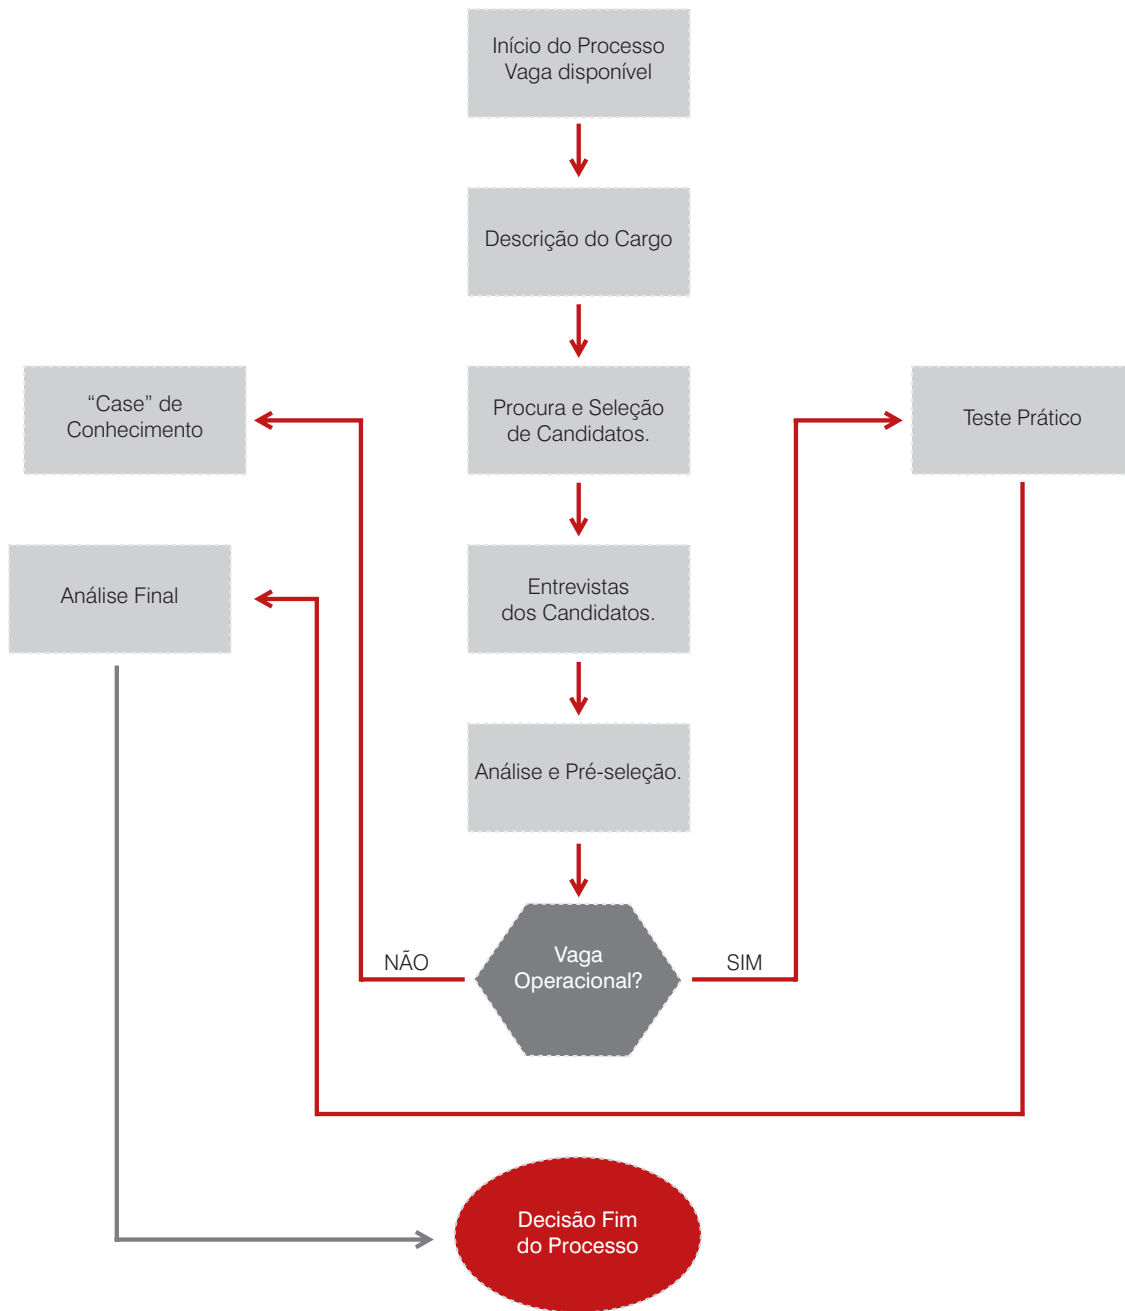 Início do Processo
Vaga disponível
Descrição do Cargo
“Case” de
Conhecimento
Procura e Seleção
de Candidatos.
Teste Prático
Análise Final
Entrevistas
dos Candidatos.
Análise e Pré-seleção.
NÃO
Vaga
Operacional?
SIM
Decisão Fim
do Processo